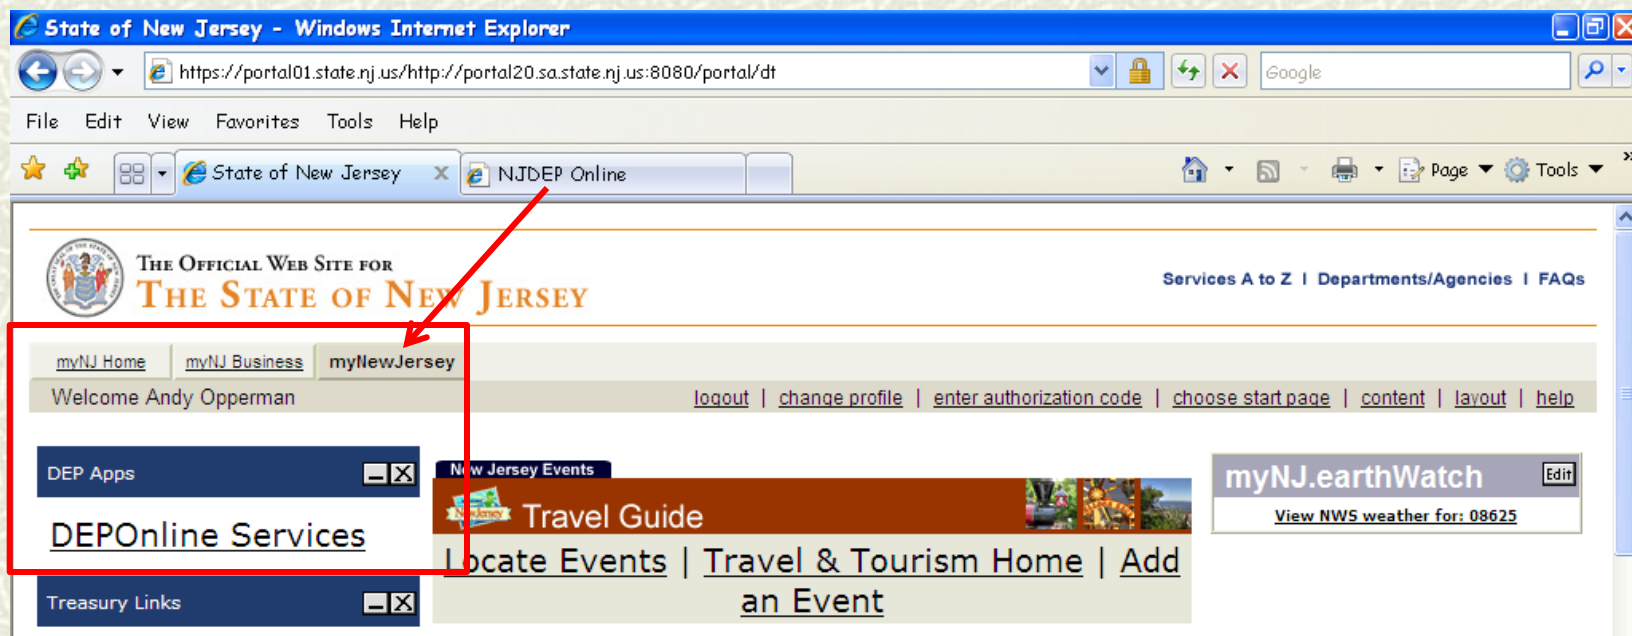 State of New Jersey - Windows Internet Explorer
https://portal01.state.nj.us/http://portal20.sa.state.nj.us:8080/portal/dt
Google
File Edit View Favorites Tools Help
State of New Jersey x NJDEP Online
Page Tools »
THE OFFICIAL WEB SITE FOR
THE STATE OF NEW JERSEY
Services A to Z | Departments/Agencies | FAQs
myNJ Home myNJ Business myNewJersey
Welcome Andy Opperman
logout | change profile | enter authorization code | choose start page | content | layout | help
DEP Apps
DEPOnline Services
Treasury Links
New Jersey Events
Travel Guide
Locate Events | Travel & Tourism Home | Add
an Event
myNJ.earthWatch Edit
View NWS weather for: 08625